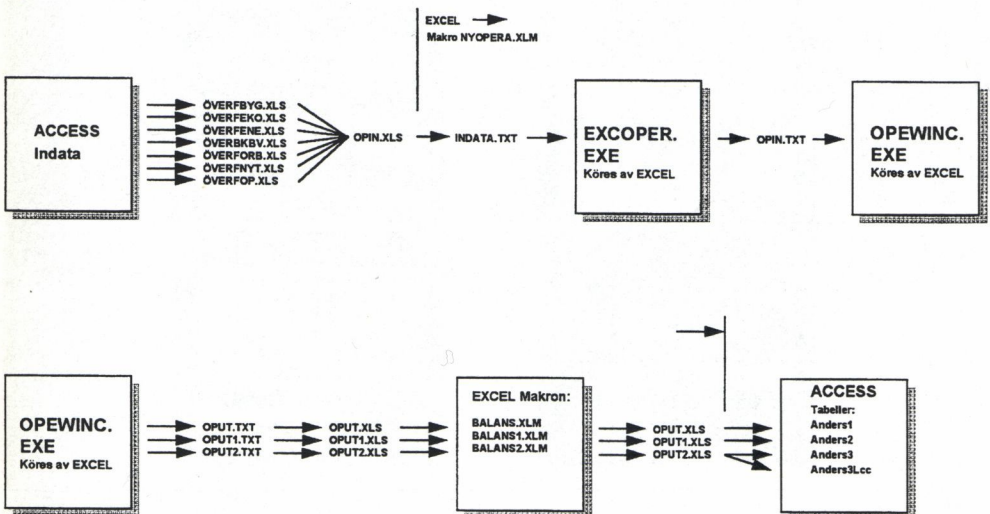 EXCEL
Makro NYOPERA.XLM
ACCESS
Indata
ÖVERFBYG.XLS
ÖVERFEKO.XLS
ÖVERFENE.XLS
ÖVERBKBV.XLS
ÖVERFORB.XLS
ÖVERFNYT.XLS
ÖVERFOP.XLS
OPIN.XLS
INDATA.TXT
EXCOPER.
EXE
Köres av EXCEL
OPIN.TXT
OPEWINC.
EXE
Köres av EXCEL
OPEWINC.
EXE
Köres av EXCEL
OPUT.TXT
OPUT1.TXT
OPUT2.TXT
OPUT.XLS
OPUT1.XLS
OPUT2.XLS
EXCEL Makron:
BALANS.XLM
BALANS1.XLM
BALANS2.XLM
OPUT.XLS
OPUT1.XLS
OPUT2.XLS
ACCESS
Tabeller:
Anders1
Anders2
Anders3
Anders3Lcc